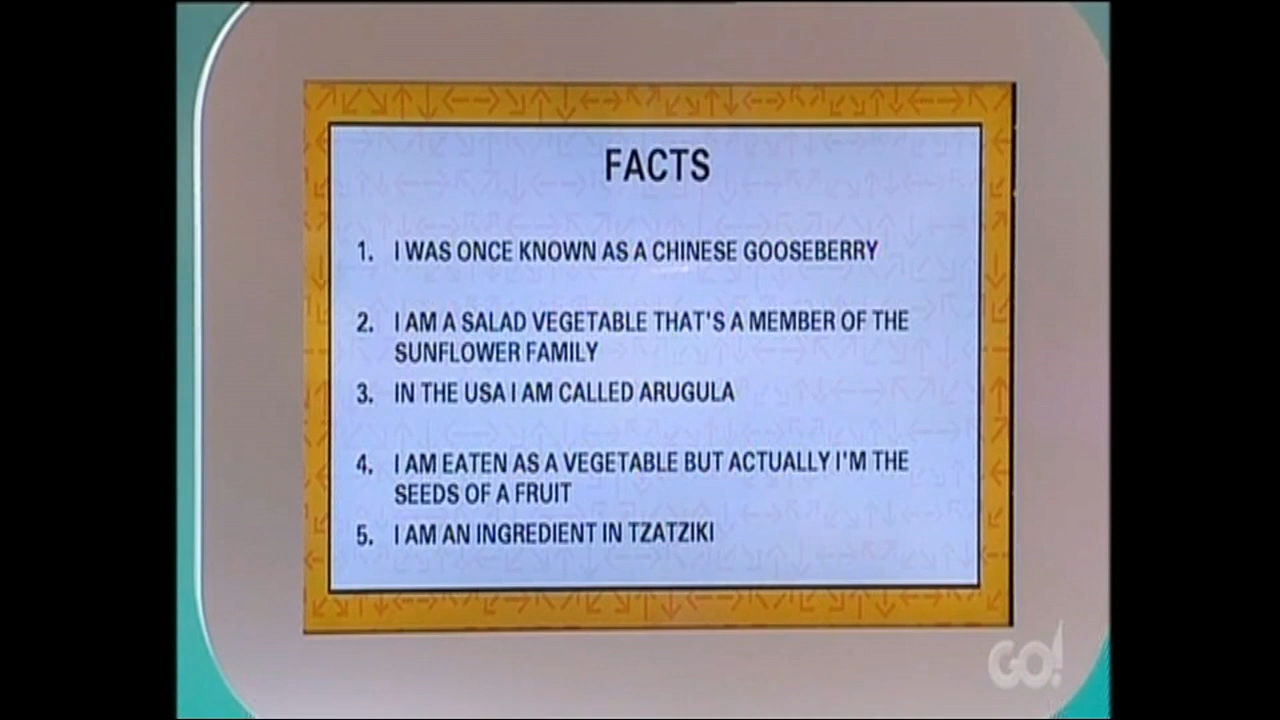 FACTS
1. I WAS ONCE KNOWN AS A CHINESE GOOSEBERRY
2. I AM A SALAD VEGETABLE THAT'S A MEMBER OF THE
SUNFLOWER FAMILY
3. IN THE USA I AM CALLED ARUGULA
4. I AM EATEN AS A VEGETABLE BUT ACTUALLY I'M THE
SEEDS OF A FRUIT
5. I AM AN INGREDIENT IN TZATZIKI
GO!